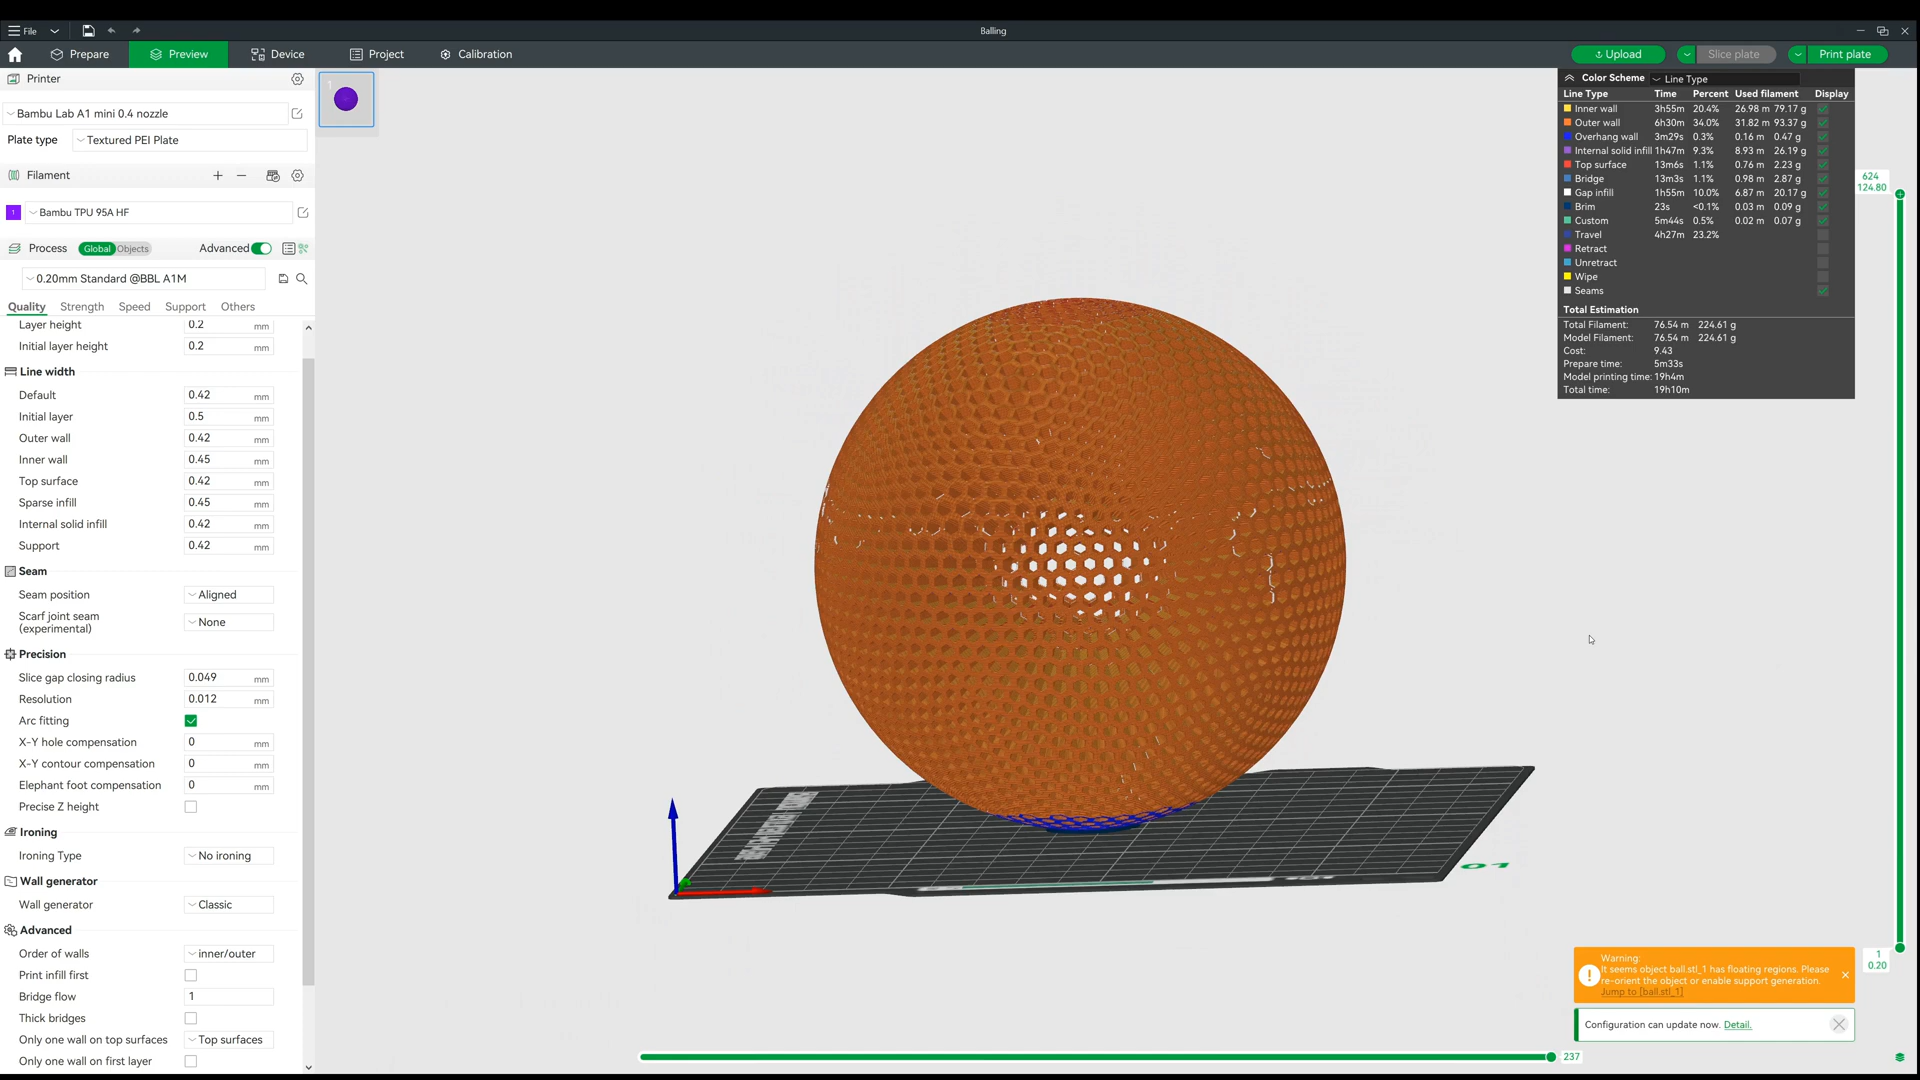 File
Balling
Prepare
Preview
Device
Project
Calibration
Upload
Slice plate
Print plate
Printer
Bambu Lab A1 mini 0.4 nozzle
Plate type
Textured PEI Plate
Filament
1
Bambu TPU 95A HF
Process
Global
Objects
Advanced
0.20mm Standard @BBL A1M
Quality Strength Speed Support Others
Layer height 0.2 mm
Initial layer height 0.2 mm
Line width
Default 0.42 mm
Initial layer 0.5 mm
Outer wall 0.42 mm
Inner wall 0.45 mm
Top surface 0.42 mm
Sparse infill 0.45 mm
Internal solid infill 0.42 mm
Support 0.42 mm
Seam
Seam position Aligned
Scarf joint seam
(experimental) None
Precision
Slice gap closing radius 0.049 mm
Resolution 0.012 mm
Arc fitting
X-Y hole compensation 0 mm
X-Y contour compensation 0 mm
Elephant foot compensation 0 mm
Precise Z height
Ironing
Ironing Type No ironing
Wall generator
Wall generator Classic
Advanced
Order of walls inner/outer
Print infill first
Bridge flow 1
Thick bridges
Only one wall on top surfaces Top surfaces
Only one wall on first layer
1
Color Scheme Line Type
Line Type Time Percent Used filament Display
Inner wall 3h55m 20.4% 26.98 m 79.17 g
Outer wall 6h30m 34.0% 31.82 m 93.37 g
Overhang wall 3m29s 0.3% 0.16 m 0.47 g
Internal solid infill 1h47m 9.3% 8.93 m 26.19 g
Top surface 13m6s 1.1% 0.76 m 2.23 g
Bridge 13m3s 1.1% 0.98 m 2.87 g
Gap infill 1h55m 10.0% 6.87 m 20.17 g
Brim 23s <0.1% 0.03 m 0.09 g
Custom 5m44s 0.5% 0.02 m 0.07 g
Travel 4h27m 23.2%
Retract
Unretract
Wipe
Seams
Total Estimation
Total Filament: 76.54 m 224.61 g
Model Filament: 76.54 m 224.61 g
Cost: 9.43
Prepare time: 5m33s
Model printing time: 19h4m
Total time: 19h10m
624
124.80
01
Warning:
It seems object ball.stl_1 has floating regions. Please
re-orient the object or enable support generation.
Jump to [ball.stl_1]
1
0.20
Configuration can update now. Detail.
237